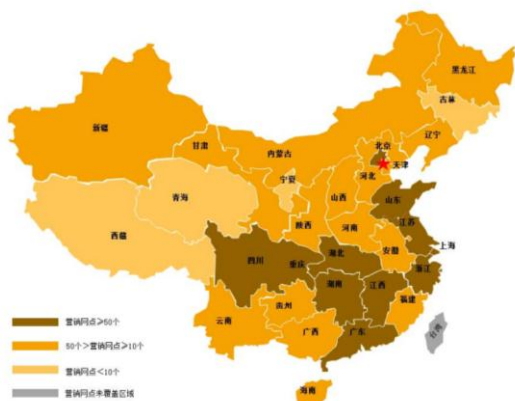 黑龙江
吉林
新疆
辽宁
甘肃
内蒙古
北京
天津
河北
宁夏
山西
青海
山东
陕西
河南
江苏
西藏
安徽
上海
四川
重庆
湖北
浙江
湖南
江西
贵州
福建
云南
广西
广东
台湾
海南
营销网点≥50个
50个>营销网点≥10个
营销网点<10个
营销网点未覆盖区域